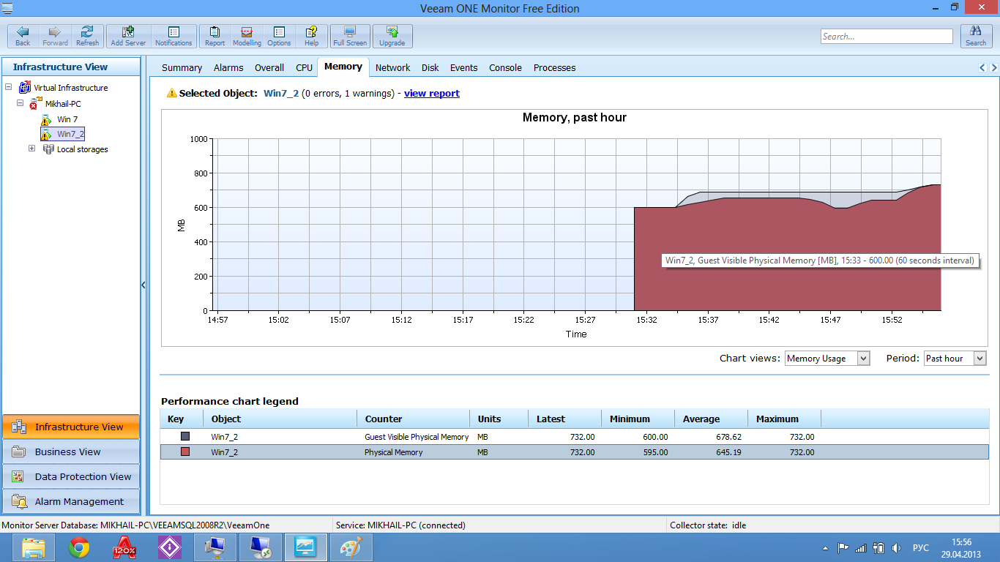 Veeam ONE Monitor Free Edition
Back Forward Refresh Add Server Notifications Report Modelling Options Help Full Screen Upgrade Search... Search
Infrastructure View
Virtual Infrastructure
Mikhail-PC
Win 7
Win7_2
Local storages
Summary Alarms Overall CPU Memory Network Disk Events Console Processes
Selected Object: Win7_2 (0 errors, 1 warnings) - view report
Memory, past hour
1000
800
600
400
200
0
MB
Win7_2, Guest Visible Physical Memory [MB], 15:33 - 600.00 (60 seconds interval)
14:57 15:02 15:07 15:12 15:17 15:22 15:27 15:32 15:37 15:42 15:47 15:52
Time
Chart views: Memory Usage Period: Past hour
Performance chart legend
Key Object Counter Units Latest Minimum Average Maximum
Win7_2 Guest Visible Physical Memory MB 732.00 600.00 678.62 732.00
Win7_2 Physical Memory MB 732.00 595.00 645.19 732.00
Infrastructure View
Business View
Data Protection View
Alarm Management
Monitor Server Database: MIKHAIL-PC\VEEAMSQL2008R2\VeeamOne Service: MIKHAIL-PC (connected) Collector state: idle
120%
РУС
15:56
29.04.2013